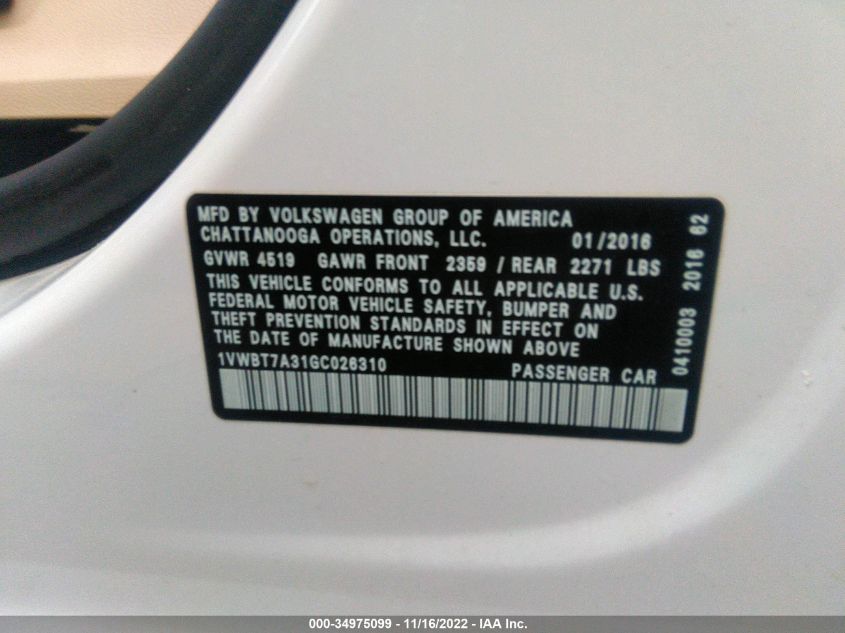 MFD BY VOLKSWAGEN GROUP OF AMERICA
CHATTANOOGA OPERATIONS, LLC. 01/2016
GVWR 4519 GAWR FRONT 2359 / REAR 2271 LBS
THIS VEHICLE CONFORMS TO ALL APPLICABLE U.S.
FEDERAL MOTOR VEHICLE SAFETY, BUMPER AND
THEFT PREVENTION STANDARDS IN EFFECT ON
THE DATE OF MANUFACTURE SHOWN ABOVE
1VWBT7A31GC026310 PASSENGER CAR
0410003 2016 62
000-34975099 - 11/16/2022 - IAA Inc.